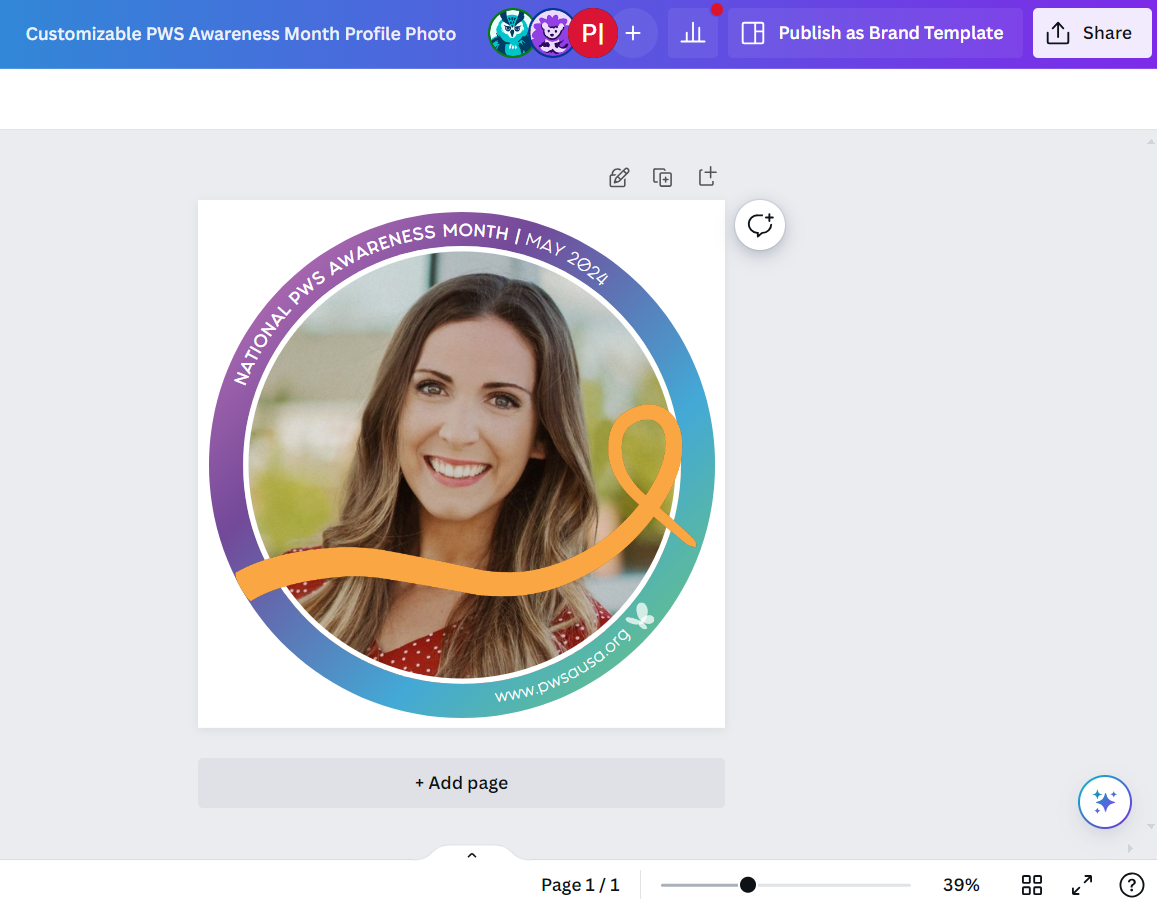 Customizable PWS Awareness Month Profile Photo
P|
Publish as Brand Template
Share
NATIONAL PWS AWARENESS MONTH | MAY 2024
www.pwsausa.org
+ Add page
Page 1 / 1
39%